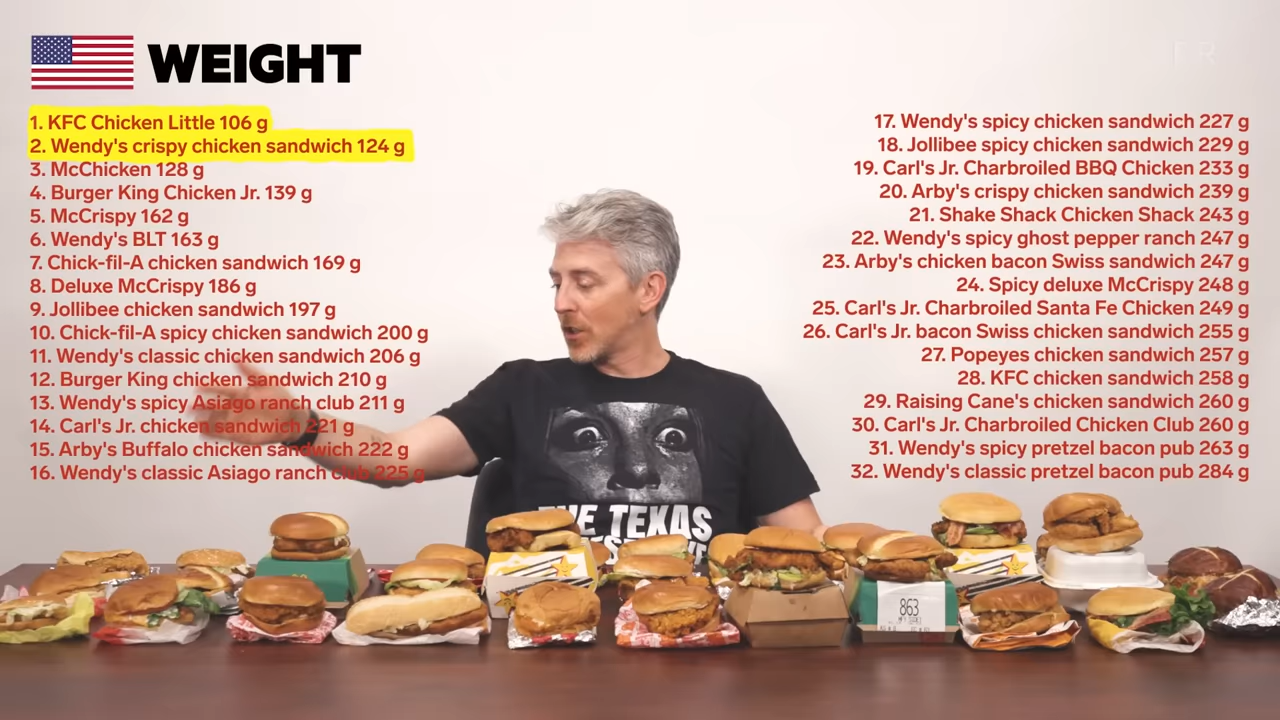 WEIGHT
1. KFC Chicken Little 106 g
2. Wendy's crispy chicken sandwich 124 g
3. McChicken 128 g
4. Burger King Chicken Jr. 139 g
5. McCrispy 162 g
6. Wendy's BLT 163 g
7. Chick-fil-A chicken sandwich 169 g
8. Deluxe McCrispy 186 g
9. Jollibee chicken sandwich 197 g
10. Chick-fil-A spicy chicken sandwich 200 g
11. Wendy's classic chicken sandwich 206 g
12. Burger King chicken sandwich 210 g
13. Wendy's spicy Asiago ranch club 211 g
14. Carl's Jr. chicken sandwich 221 g
15. Arby's Buffalo chicken sandwich 222 g
16. Wendy's classic Asiago ranch club 225 g
17. Wendy's spicy chicken sandwich 227 g
18. Jollibee spicy chicken sandwich 229 g
19. Carl's Jr. Charbroiled BBQ Chicken 233 g
20. Arby's crispy chicken sandwich 239 g
21. Shake Shack Chicken Shack 243 g
22. Wendy's spicy ghost pepper ranch 247 g
23. Arby's chicken bacon Swiss sandwich 247 g
24. Spicy deluxe McCrispy 248 g
25. Carl's Jr. Charbroiled Santa Fe Chicken 249 g
26. Carl's Jr. bacon Swiss chicken sandwich 255 g
27. Popeyes chicken sandwich 257 g
28. KFC chicken sandwich 258 g
29. Raising Cane's chicken sandwich 260 g
30. Carl's Jr. Charbroiled Chicken Club 260 g
31. Wendy's spicy pretzel bacon pub 263 g
32. Wendy's classic pretzel bacon pub 284 g
THE TEXAS
863